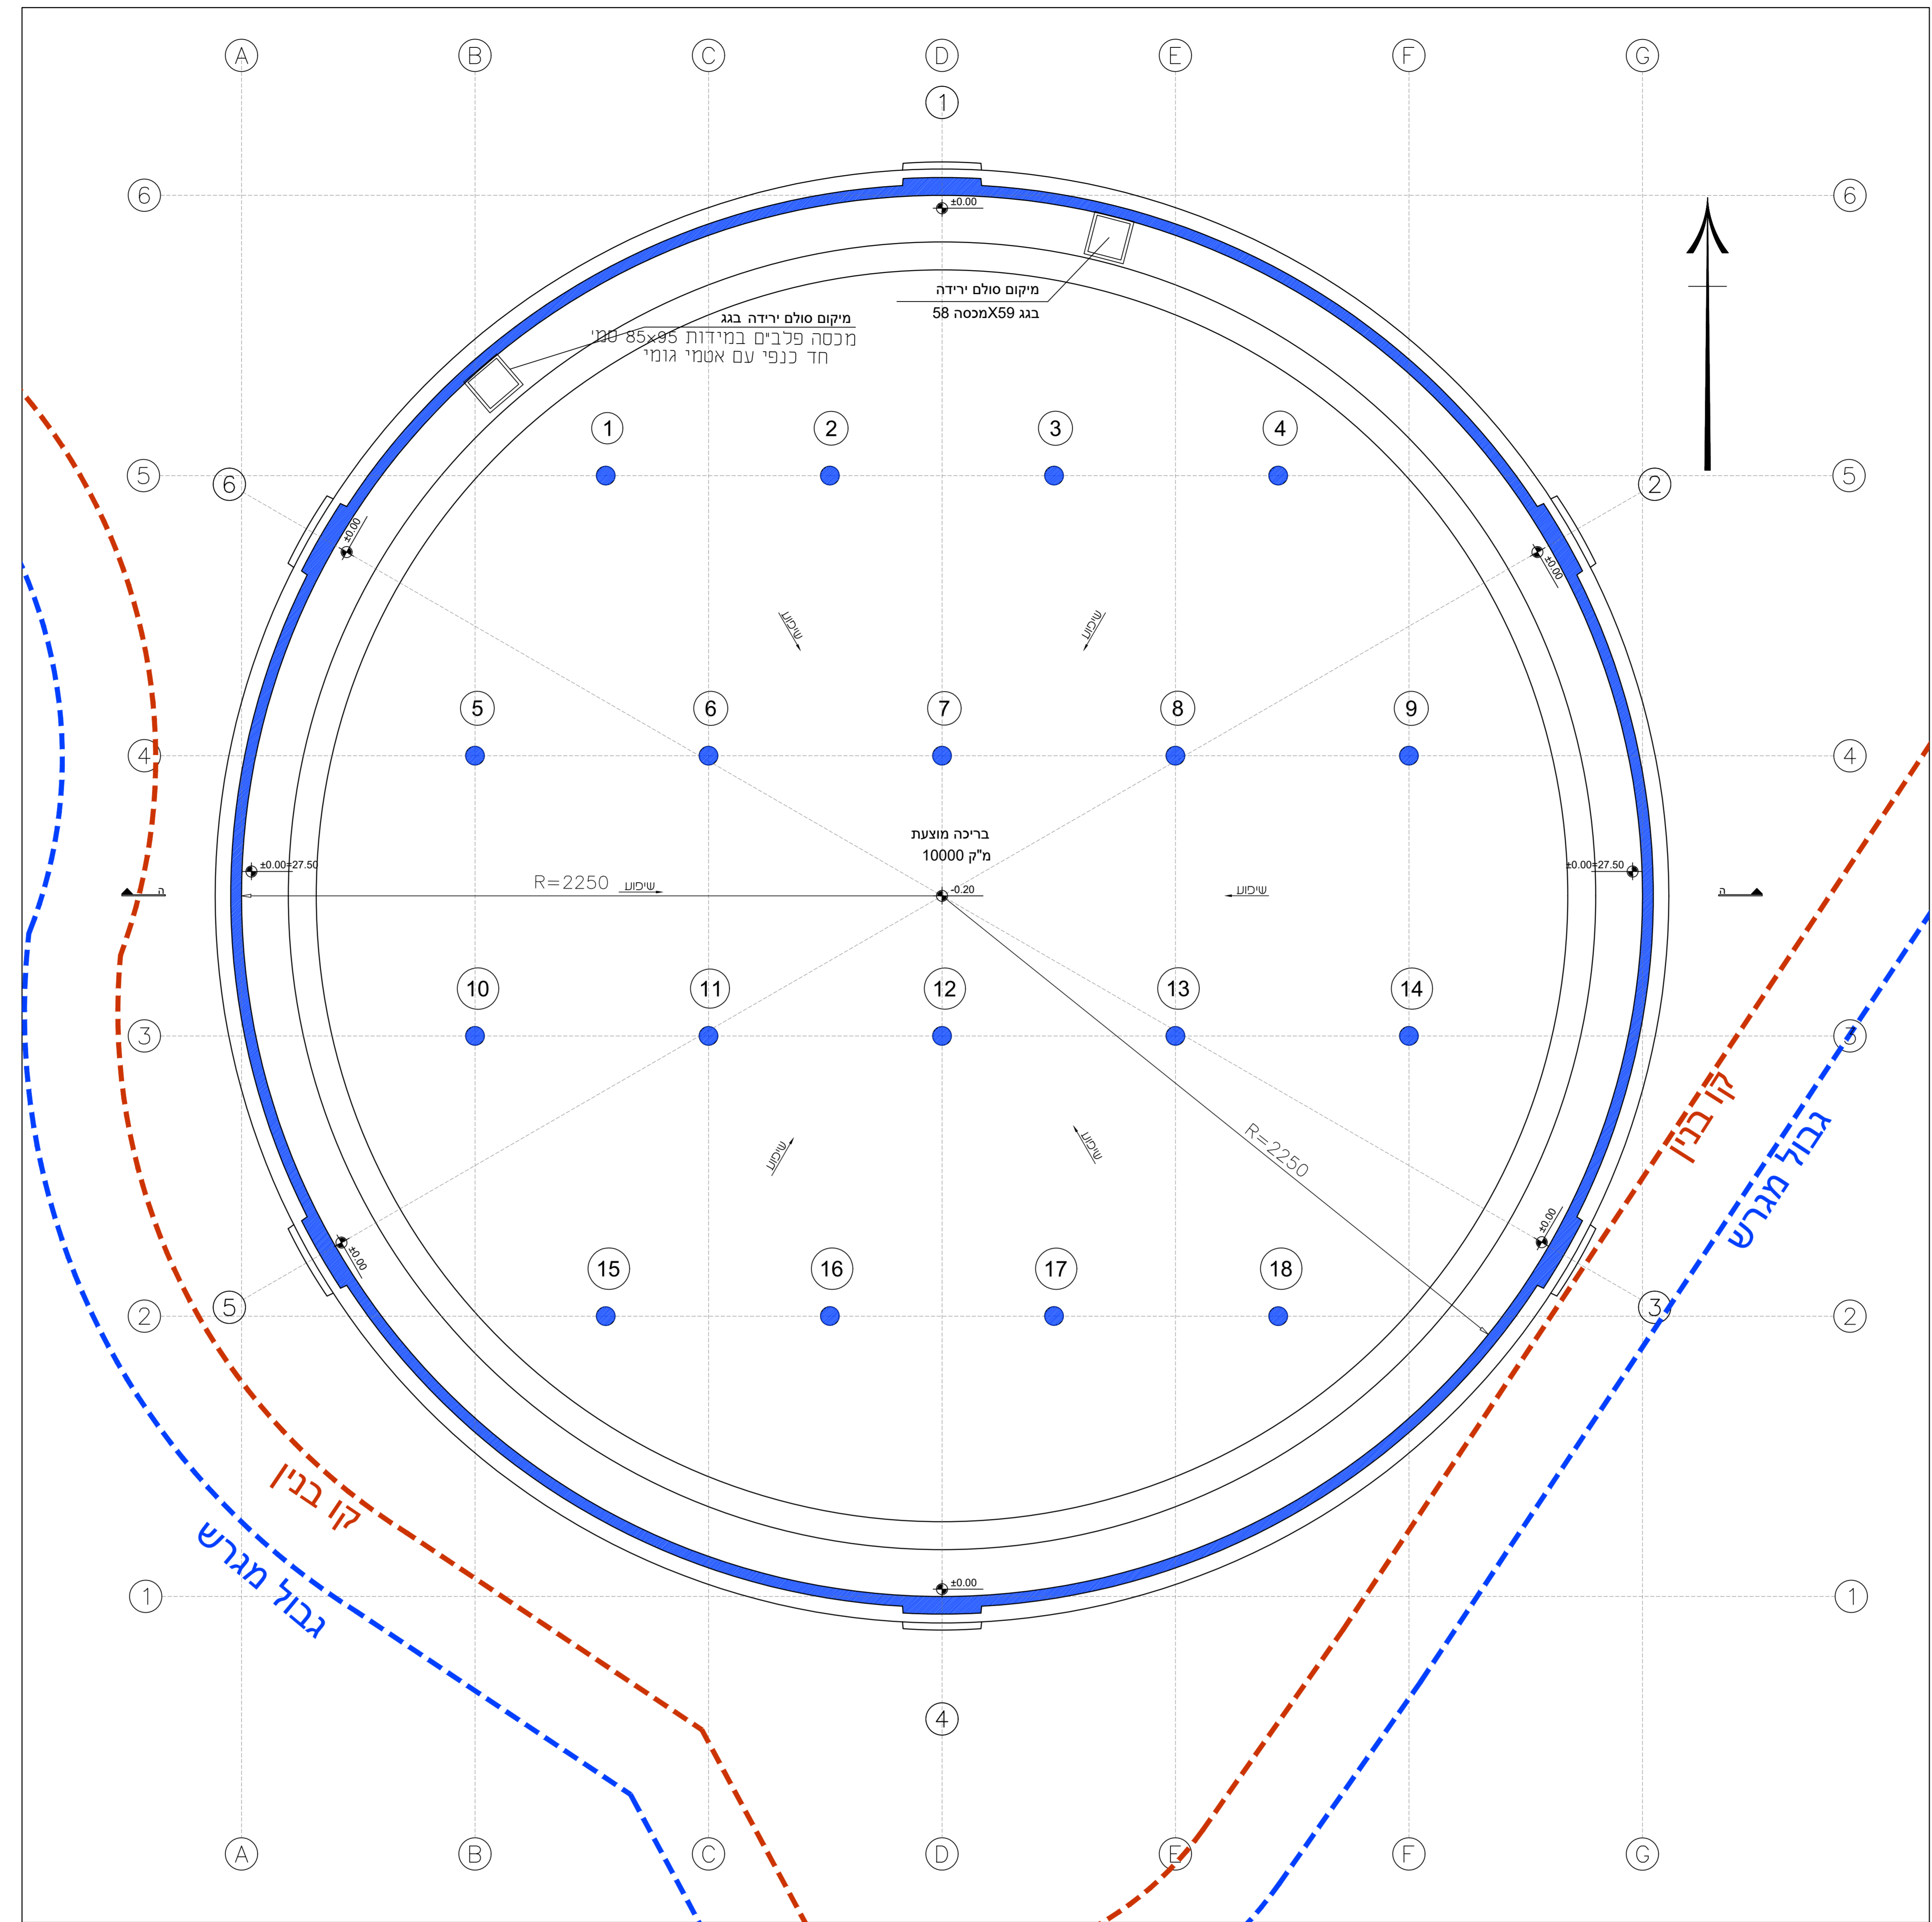 A B C D E F G
1
6 6
±0.00
מיקום סולם ירידה
בגג 59Xמכסה 58
מיקום סולם ירידה בגג
מכסה פלב"ם במידות 85x95 סמ'
חד כנפי עם אטמי גומי
1 2 3 4
5 5
6 2
±0.00 ±0.00
שיפוע שיפוע
5 6 7 8 9
4 4
בריכה מוצעת
10000 מ"ק
±0.00=27.50 ±0.00=27.50
R=2250 שיפוע -0.20 שיפוע
ה ה
10 11 12 13 14
3 3
קו בנין
גבול מגרש
R=2250
שיפוע שיפוע
±0.00 ±0.00
15 16 17 18
5 3
2 2
קו בנין
גבול מגרש
±0.00
1 1
4
A B C D E F G